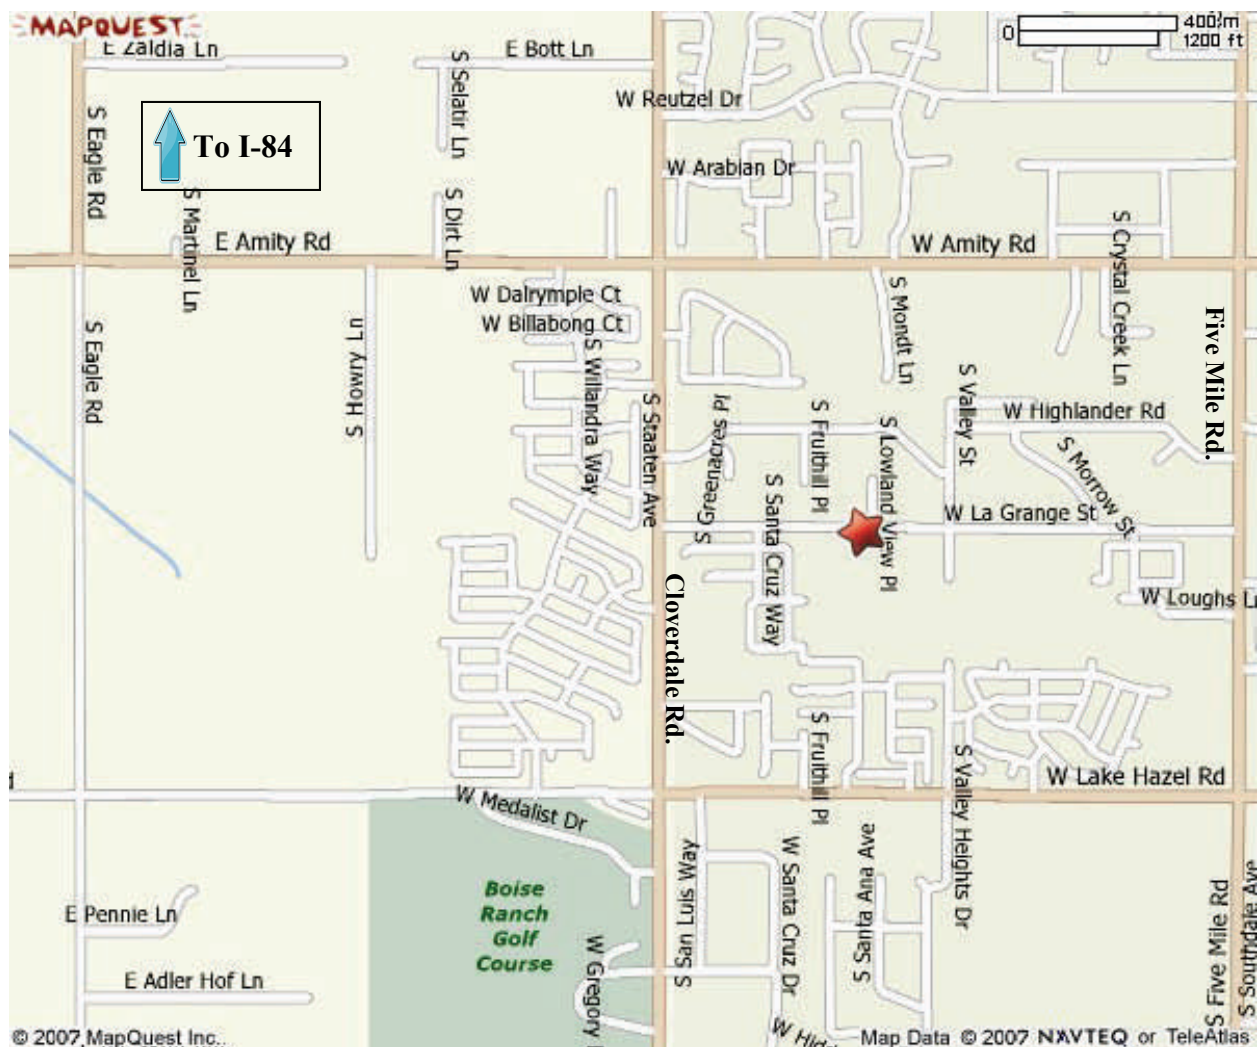 MAPQUEST
0
400 m
1200 ft
E Zaldia Ln
E Bott Ln
S Selatir Ln
W Reutzel Dr
S Eagle Rd
To I-84
W Arabian Dr
S Martinel Ln
S Dirt Ln
E Amity Rd
W Amity Rd
S Crystal Creek Ln
W Dalrymple Ct
W Billabong Ct
S Mondt Ln
Five Mile Rd.
S Eagle Rd
S Howry Ln
S Willandra Way
S Staaten Ave
S Greenacres Pl
S Fruithill Pl
S Lowland View Pl
S Valley St
W Highlander Rd
S Morrow St
S Santa Cruz Way
W La Grange St
Cloverdale Rd.
W Loughs Ln
S Fruithill Pl
S Valley Heights Dr
W Lake Hazel Rd
W Medalist Dr
S San Luis Way
W Santa Cruz Dr
S Santa Ana Ave
Boise
Ranch
Golf
Course
E Pennie Ln
W Gregory
E Adler Hof Ln
S Five Mile Rd
S Southdale Ave
© 2007 MapQuest Inc.
Map Data © 2007 NAVTEQ or TeleAtlas